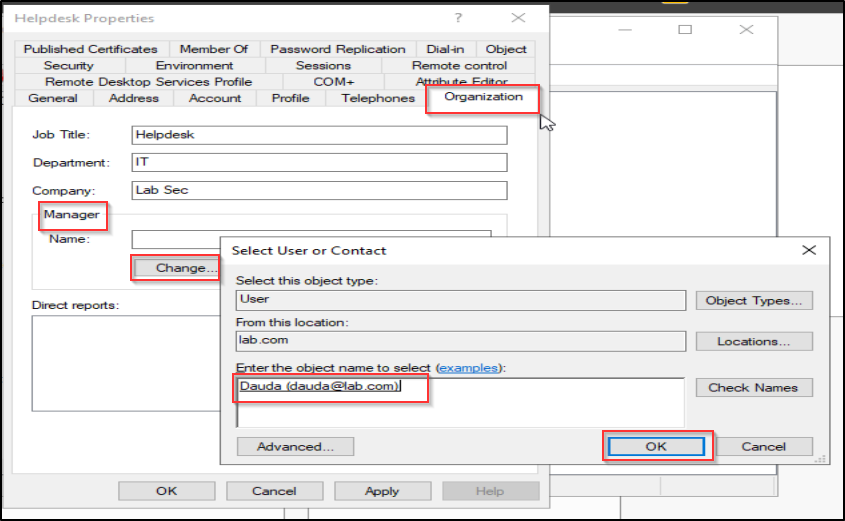 Helpdesk Properties
?
Published Certificates Member Of Password Replication Dial-in Object
Security Environment Sessions Remote control
Remote Desktop Services Profile COM+ Attribute Editor
General Address Account Profile Telephones Organization
Job Title: Helpdesk
Department: IT
Company: Lab Sec
Manager
Name:
Change...
Direct reports:
OK Cancel Apply Help
Select User or Contact
Select this object type:
User Object Types...
From this location:
lab.com Locations...
Enter the object name to select (examples):
Dauda (dauda@lab.com) Check Names
Advanced... OK Cancel